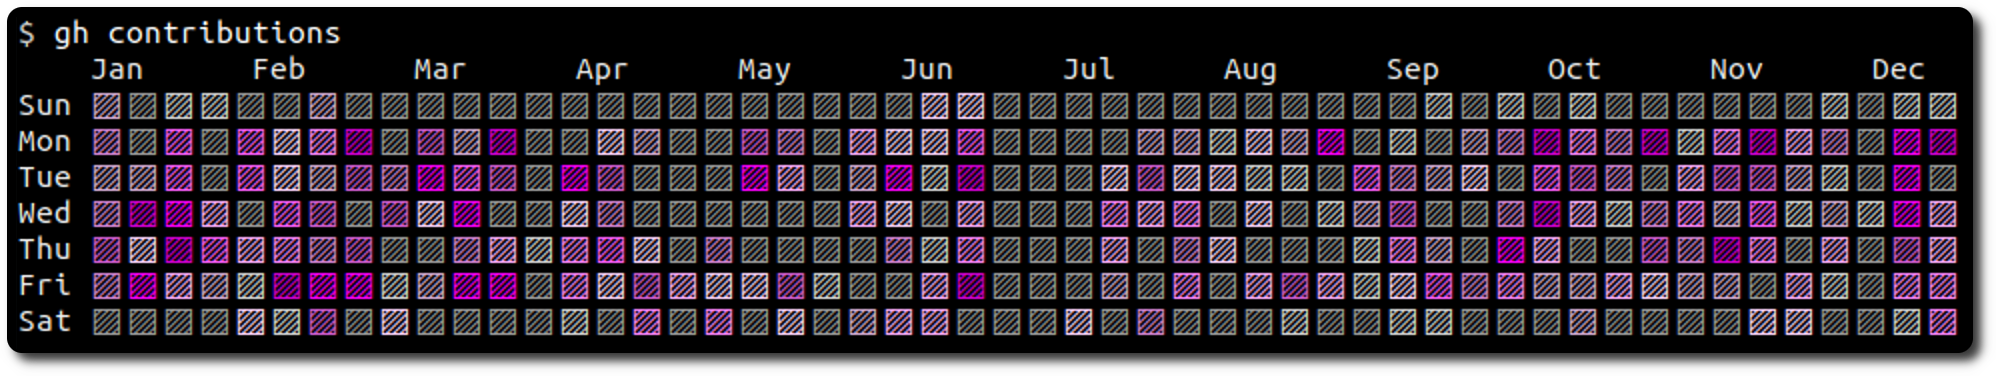 $ gh contributions
Jan Feb Mar Apr May Jun Jul Aug Sep Oct Nov Dec
Sun
Mon
Tue
Wed
Thu
Fri
Sat